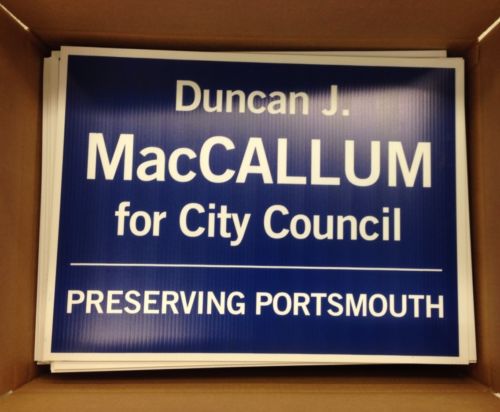 Duncan J.
MacCALLUM
for City Council
PRESERVING PORTSMOUTH